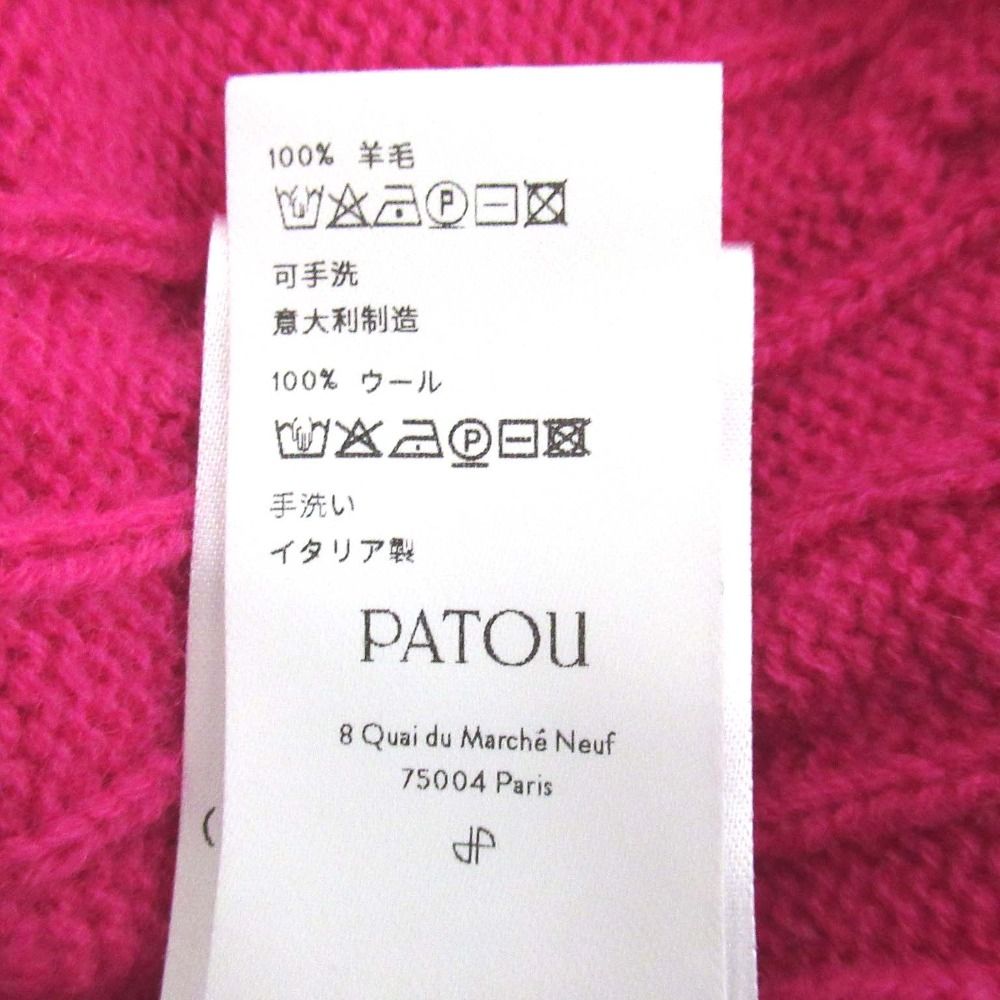 100% 羊毛
P
可手洗
意大利制造
100% ウール
P
手洗い
イタリア製
PATOU
8 Quai du Marché Neuf
75004 Paris
JP